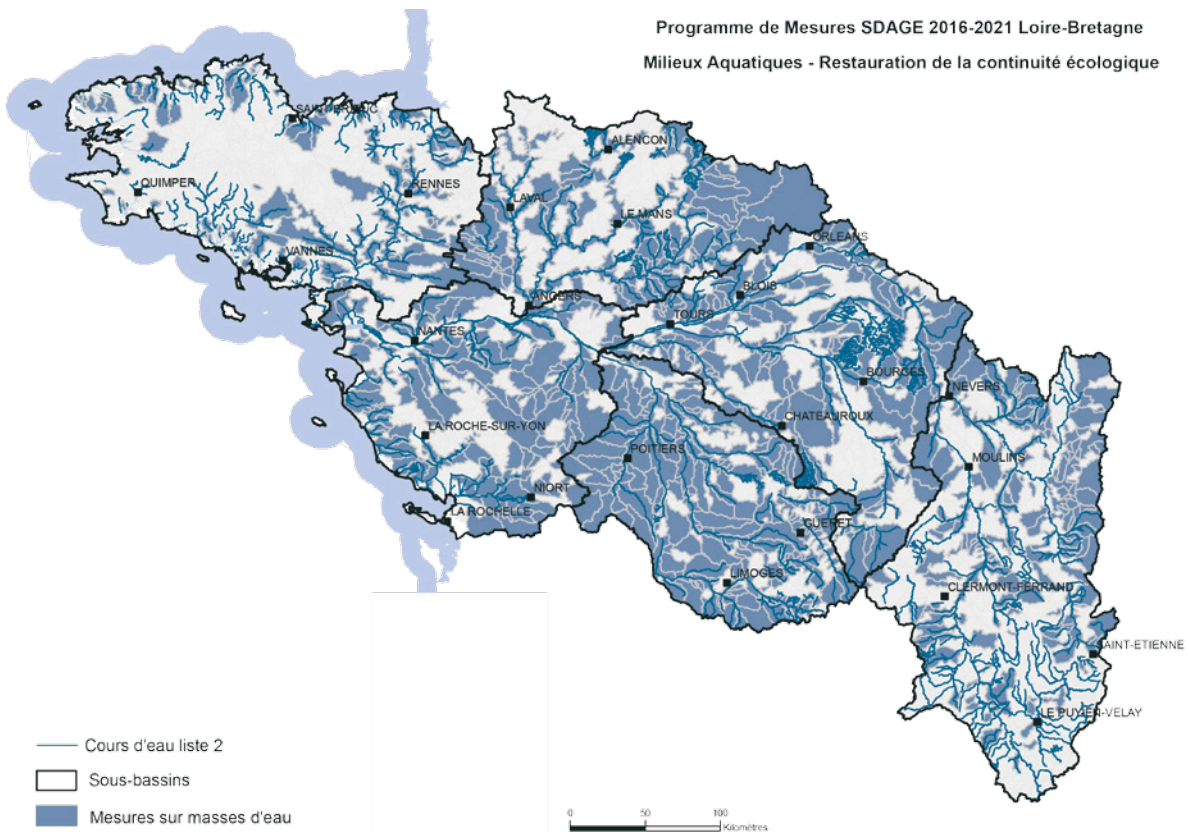 Programme de Mesures SDAGE 2016-2021 Loire-Bretagne
Milieux Aquatiques - Restauration de la continuité écologique
SAINT-BRIEUC
ALENCON
QUIMPER
RENNES
LAVAL
LE MANS
VANNES
ORLEANS
BLOIS
ANGERS
TOURS
NANTES
BOURGES
NEVERS
CHATEAUROUX
LA ROCHE-SUR-YON
POITIERS
MOULINS
NIORT
LA ROCHELLE
GUERET
LIMOGES
CLERMONT-FERRAND
SAINT-ETIENNE
LE PUY-EN-VELAY
Cours d'eau liste 2
Sous-bassins
Mesures sur masses d'eau
0 50 100
Kilomètres